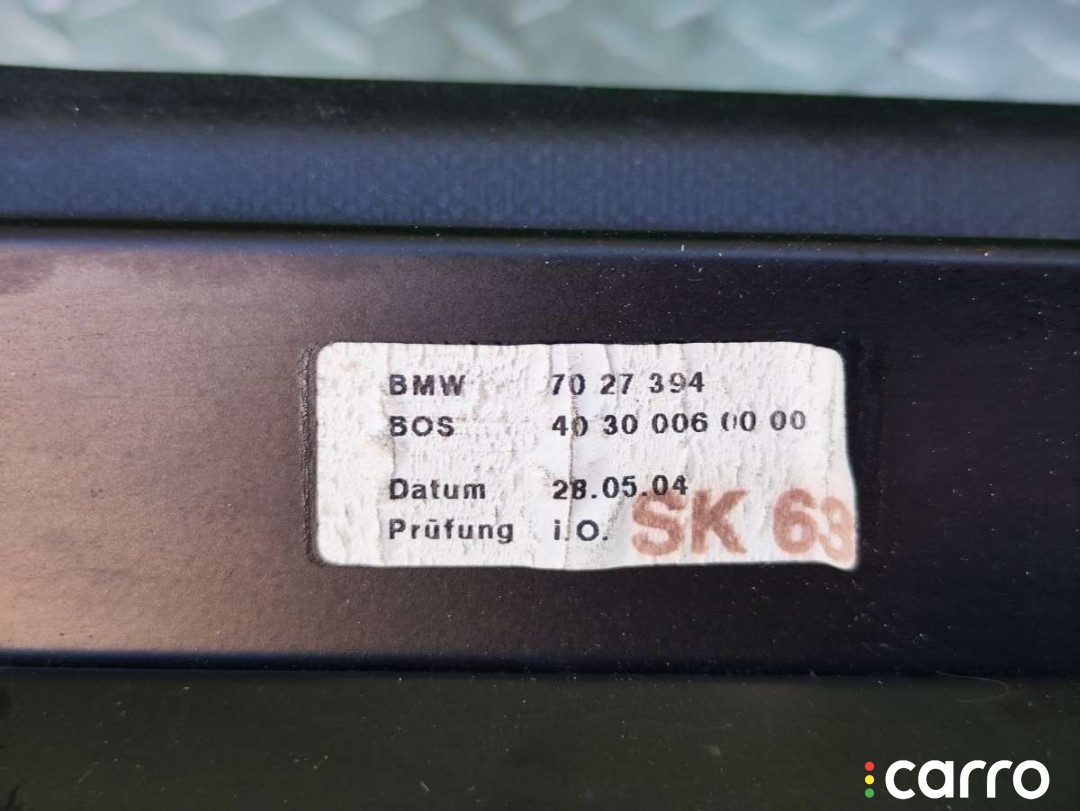 BMW 70 27 394
BOS 40 30 006 00 00
Datum 28.05.04
Prüfung i.O.
SK 63
carro